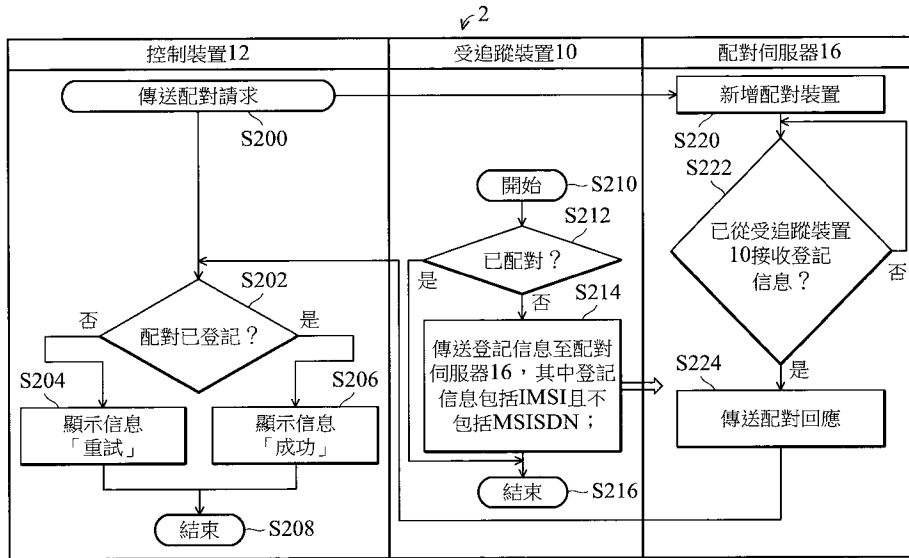 2
控制裝置12
受追蹤裝置10
配對伺服器16
傳送配對請求
S200
新增配對裝置
S220
開始
S210
S222
S212
已配對？
是
否
已從受追蹤裝置
10接收登記
信息？
否
是
S202
配對已登記？
否
是
S214
傳送登記信息至配對
伺服器16，其中登記
信息包括IMSI且不
包括MSISDN；
S224
傳送配對回應
S204
顯示信息
「重試」
S206
顯示信息
「成功」
結束
S216
結束
S208